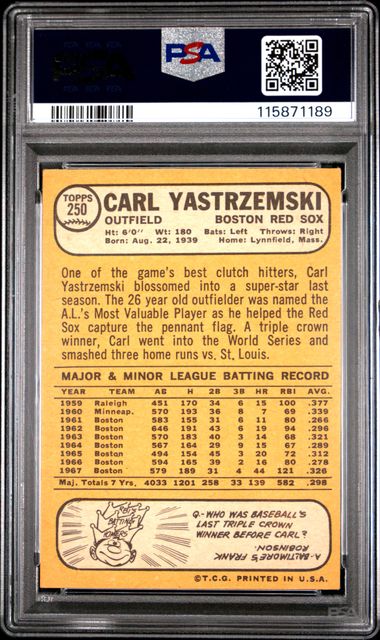 PSA
115871189
TOPPS
250
CARL YASTRZEMSKI
OUTFIELD BOSTON RED SOX
Ht: 6'0" Wt: 180 Bats: Left Throws: Right
Born: Aug. 22, 1939 Home: Lynnfield, Mass.
One of the game's best clutch hitters, Carl
Yastrzemski blossomed into a super-star last
season. The 26 year old outfielder was named the
A.L.'s Most Valuable Player as he helped the Red
Sox capture the pennant flag. A triple crown
winner, Carl went into the World Series and
smashed three home runs vs. St. Louis.
MAJOR & MINOR LEAGUE BATTING RECORD
YEAR TEAM AB H 2B 3B HR RBI AVG.
1959 Raleigh 451 170 34 6 15 100 .377
1960 Minneap. 570 193 36 8 7 69 .339
1961 Boston 583 155 31 6 11 80 .266
1962 Boston 646 191 43 6 19 94 .296
1963 Boston 570 183 40 3 14 68 .321
1964 Boston 567 164 29 9 15 67 .289
1965 Boston 494 154 45 3 20 72 .312
1966 Boston 594 165 39 2 16 80 .278
1967 Boston 579 189 31 4 44 121 .326
Maj. Totals 7 Yrs. 4033 1201 258 33 139 582 .298
RBI'S
BATTING
HOMERS
Q- WHO WAS BASEBALL'S
LAST TRIPLE CROWN
WINNER BEFORE CARL?
A. BALTIMORE'S FRANK
ROBINSON.
©T.C.G. PRINTED IN U.S.A.